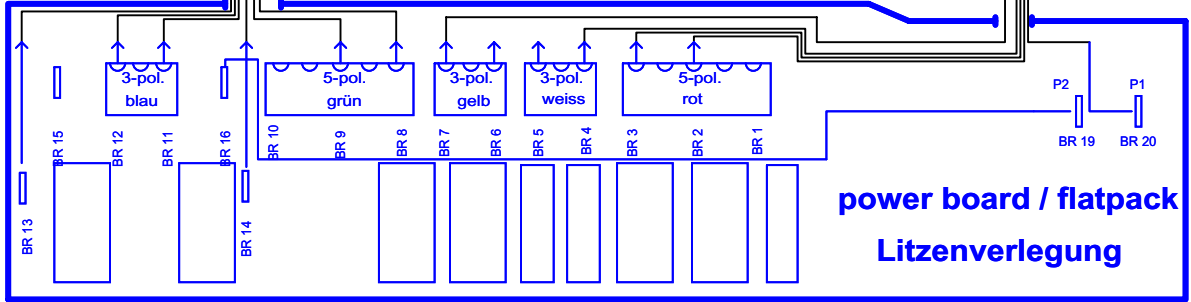 3-pol.
blau
5-pol.
grün
3-pol.
gelb
3-pol.
weiss
5-pol.
rot
P2
P1
BR 15
BR 12
BR 11
BR 16
BR 10
BR 9
BR 8
BR 7
BR 6
BR 5
BR 4
BR 3
BR 2
BR 1
BR 19
BR 20
BR 13
BR 14
power board / flatpack
Litzenverlegung